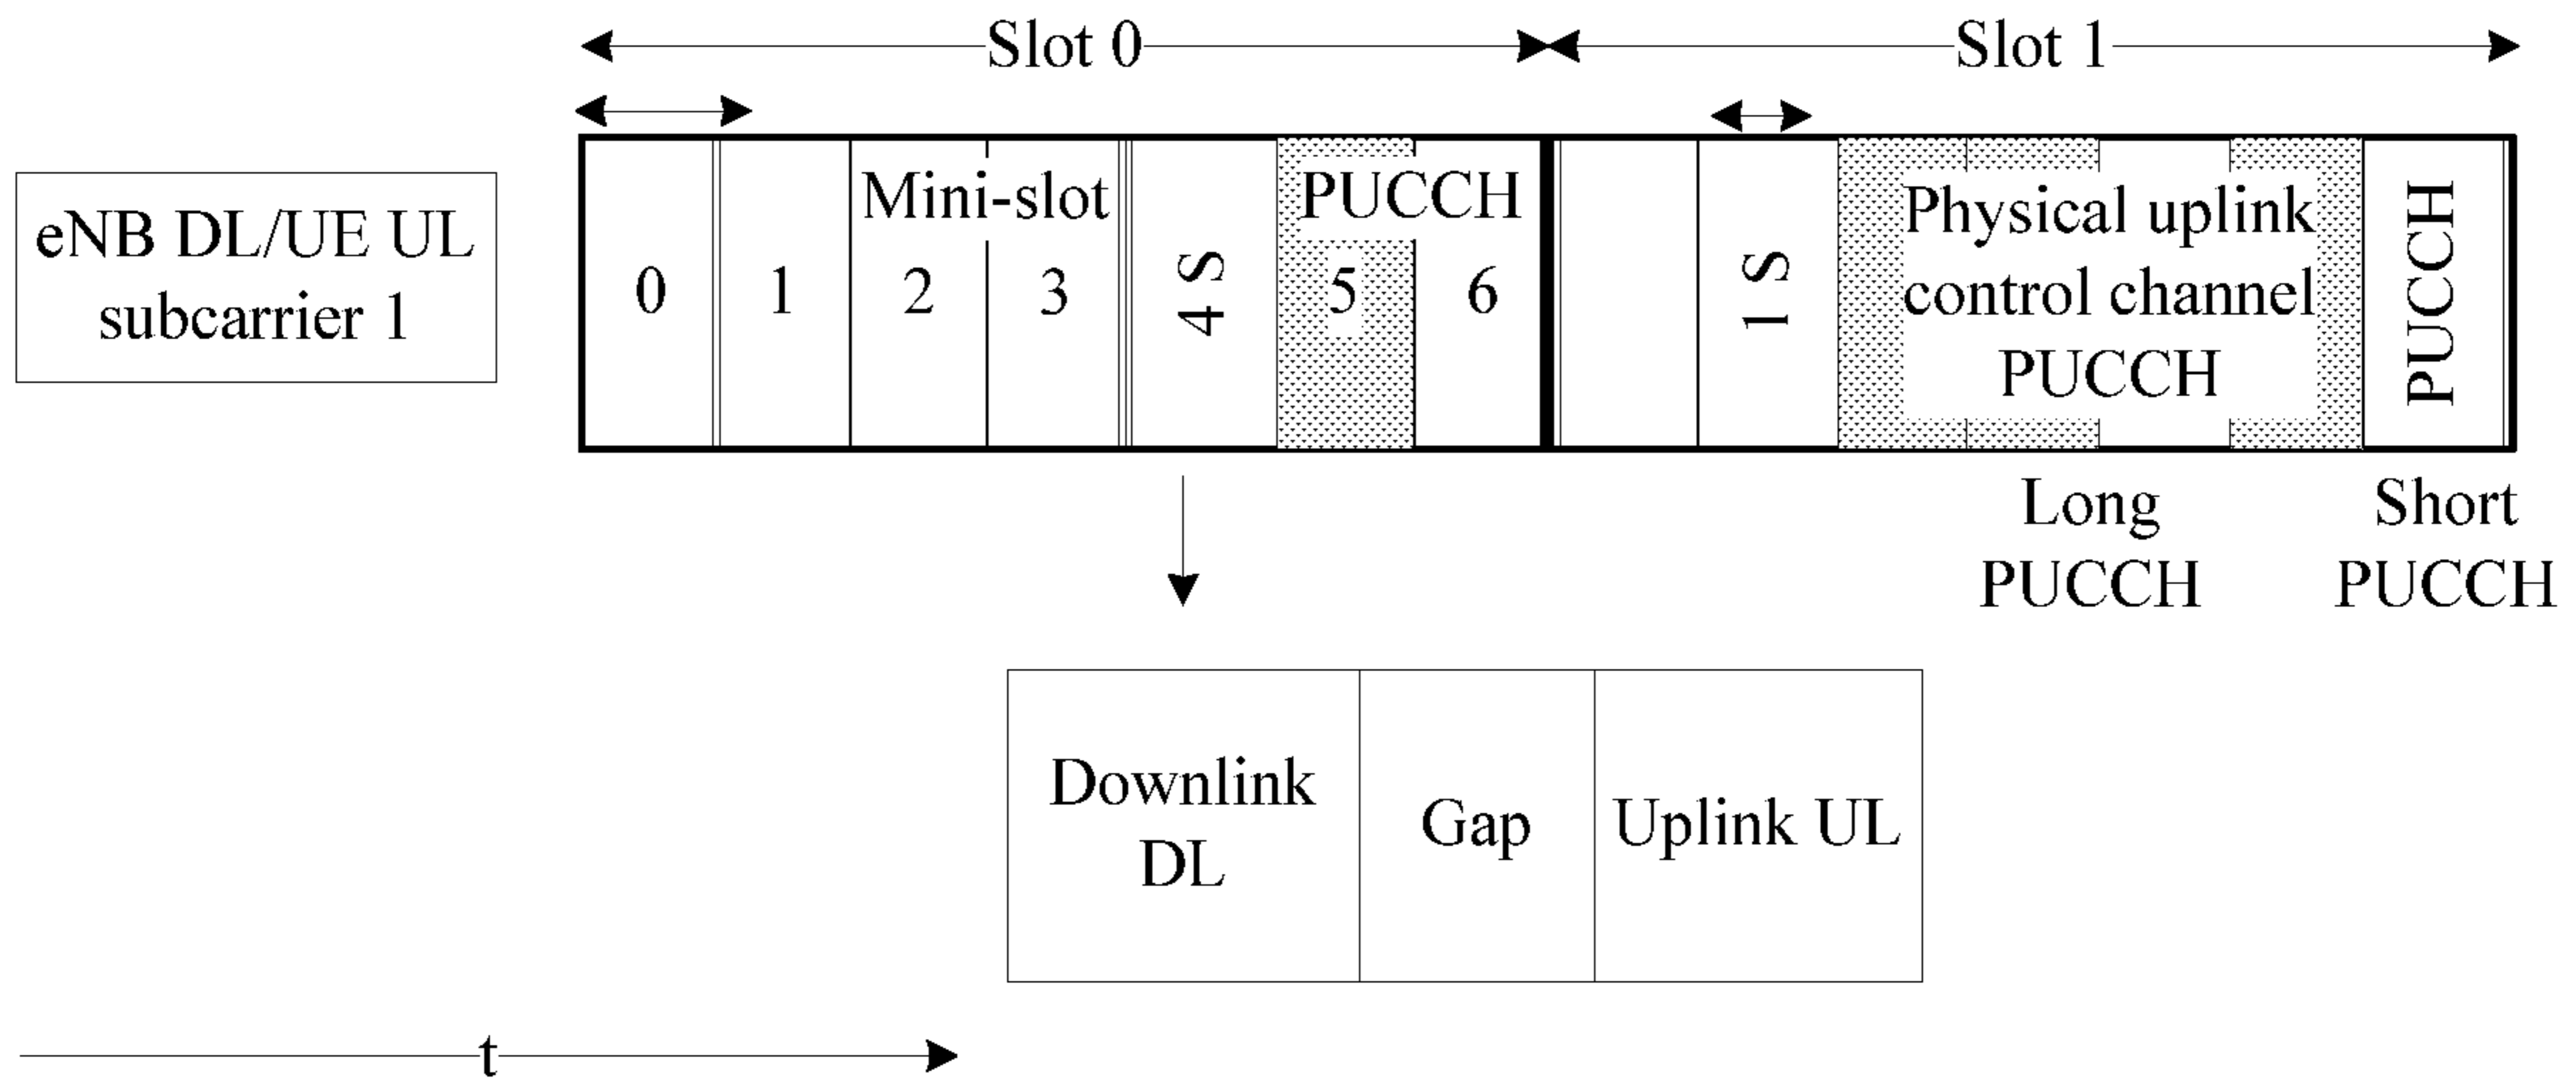 Slot 0
Slot 1
eNB DL/UE UL
subcarrier 1
Mini-slot
PUCCH
0
1
2
3
4 S
5
6
1 S
Physical uplink
control channel
PUCCH
PUCCH
Long
PUCCH
Short
PUCCH
Downlink
DL
Gap
Uplink UL
t